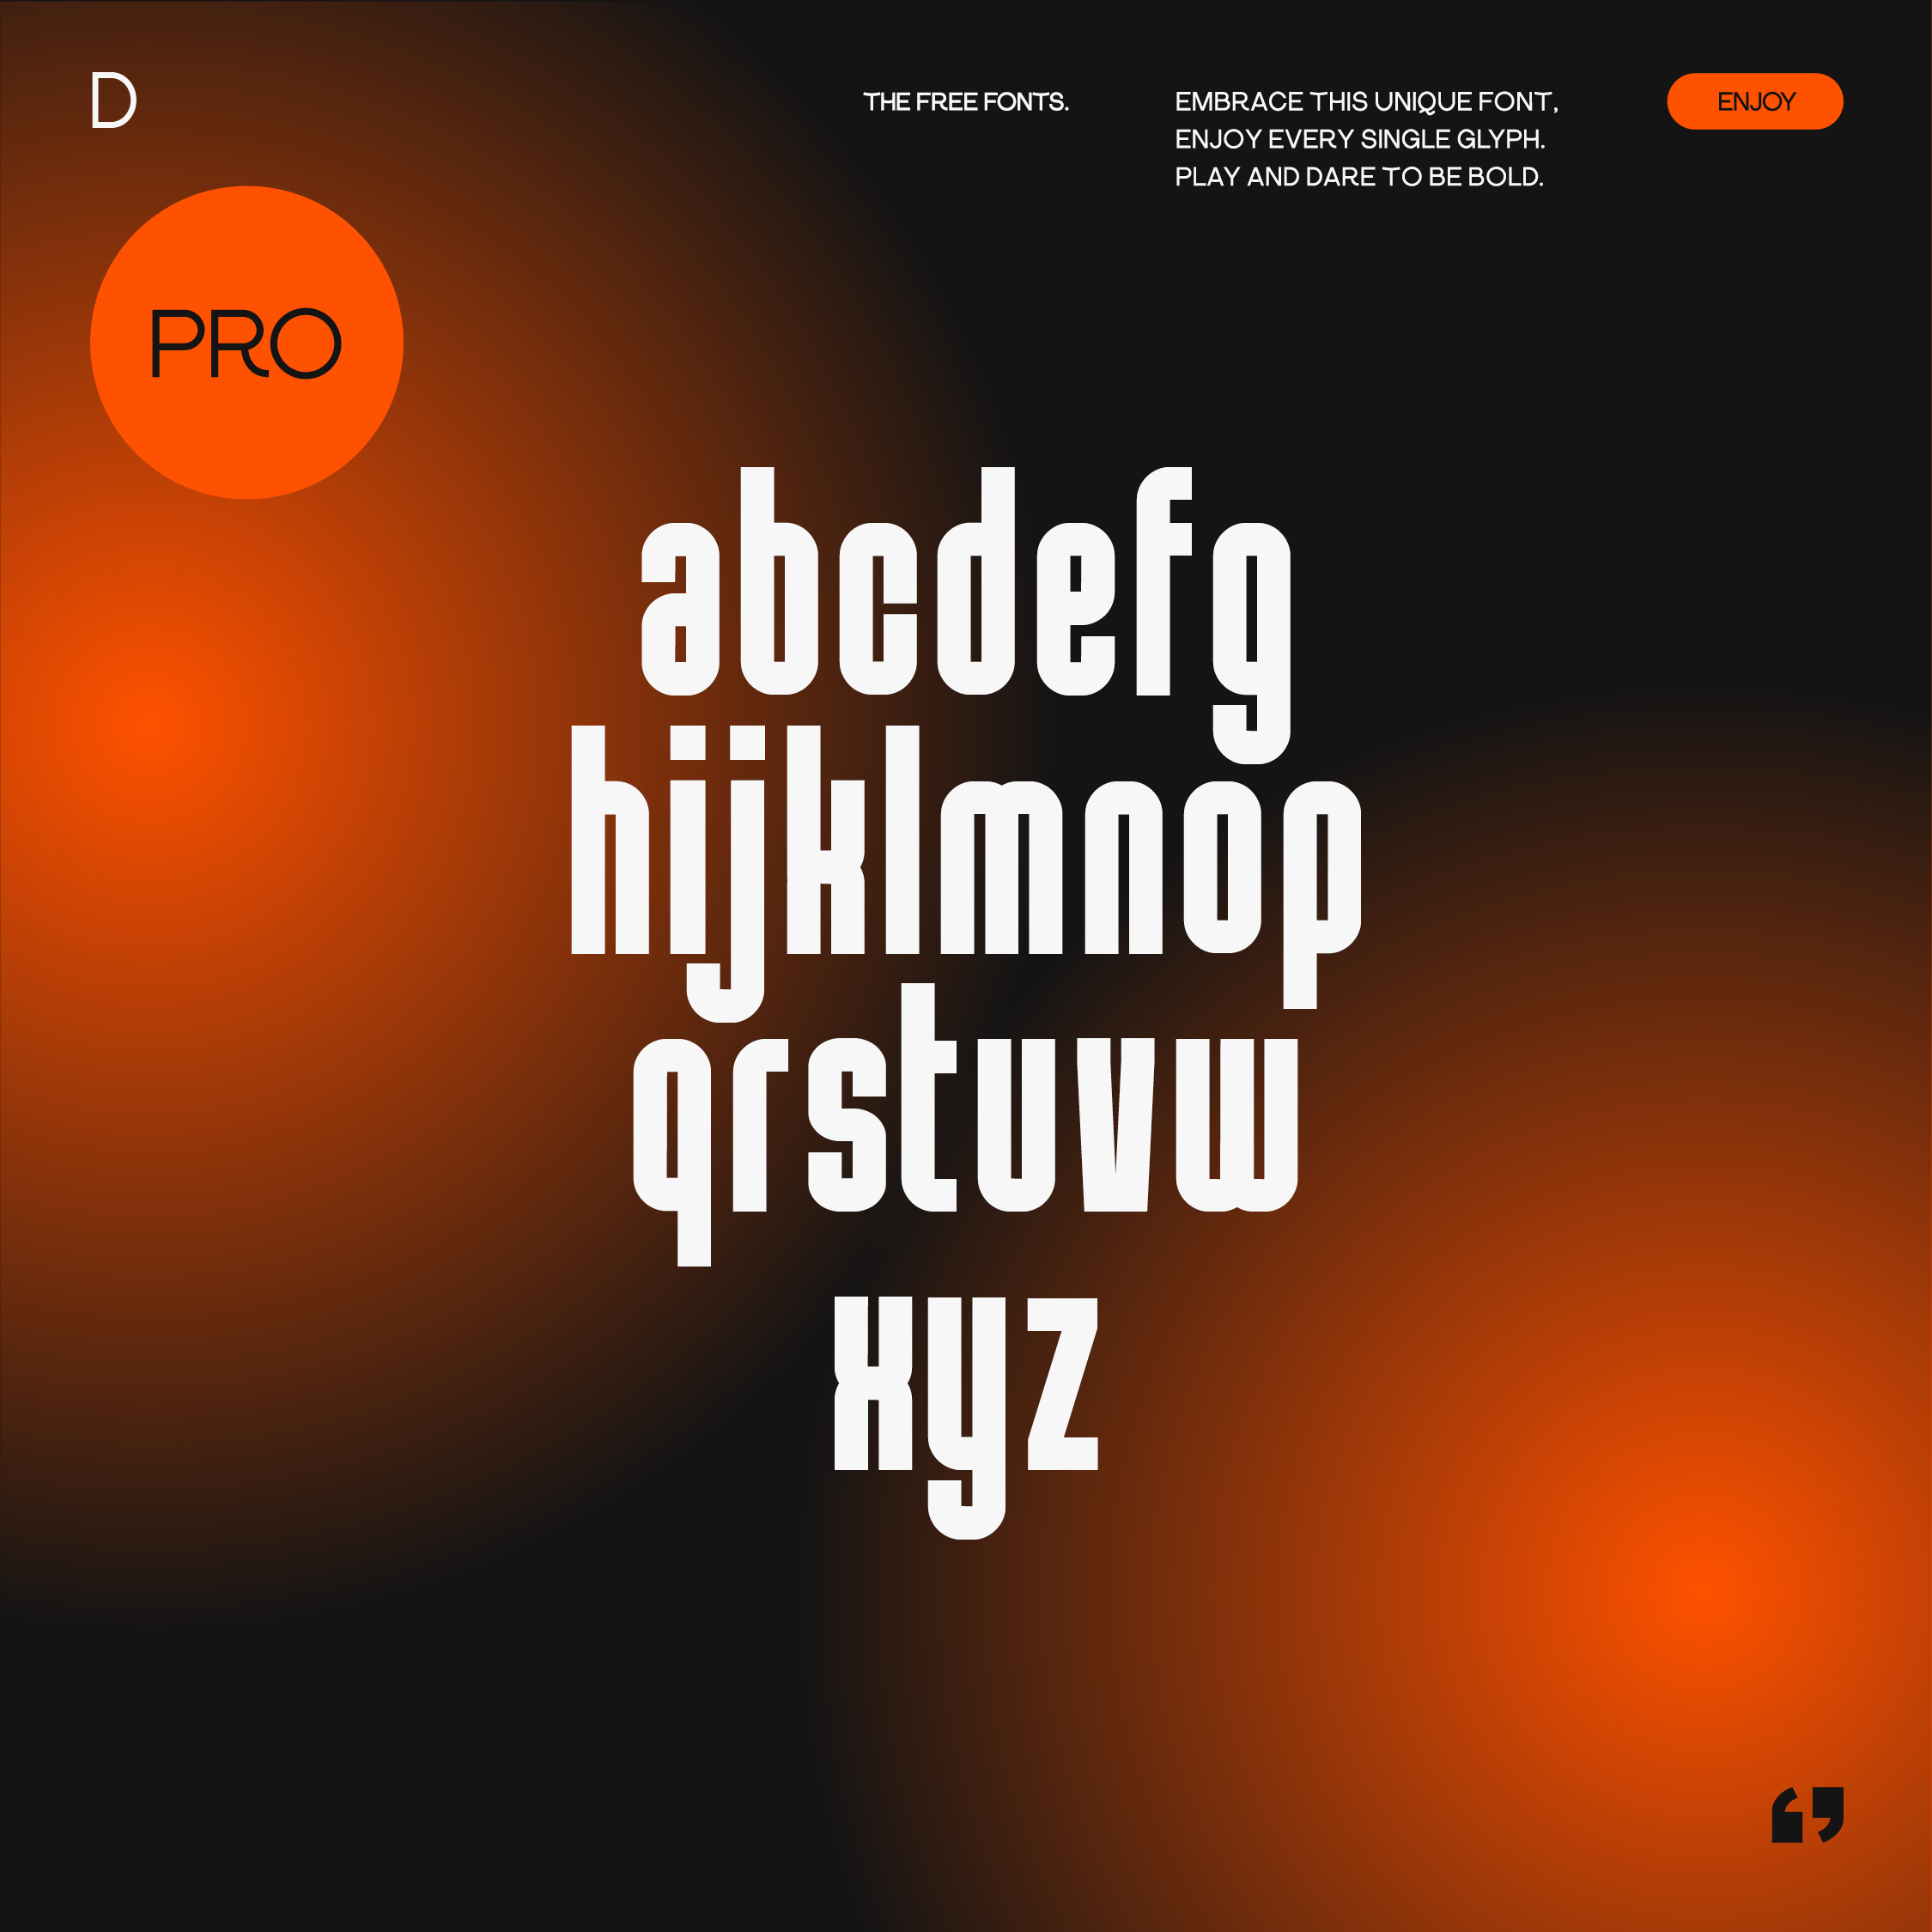 D
THE FREE FONTS.
EMBRACE THIS UNIQUE FONT,
ENJOY EVERY SINGLE GLYPH.
PLAY AND DARE TO BE BOLD.
ENJOY
PRO
abcdefg
hijklmnop
qrstuvw
xyz
‘’